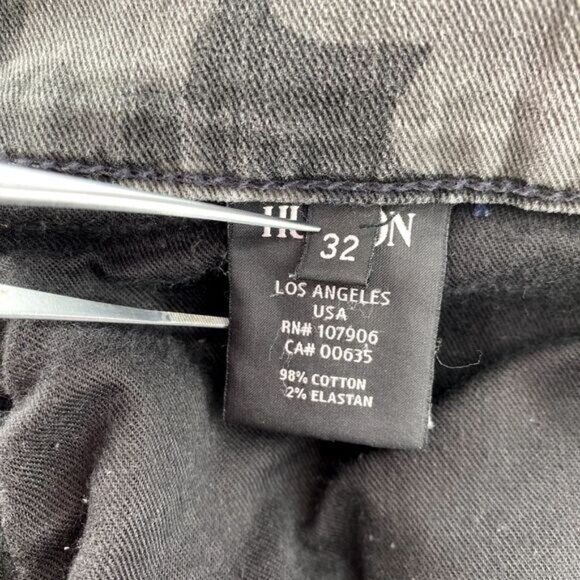 32
LOS ANGELES
USA
RN# 107906
CA# 00635
98% COTTON
2% ELASTAN